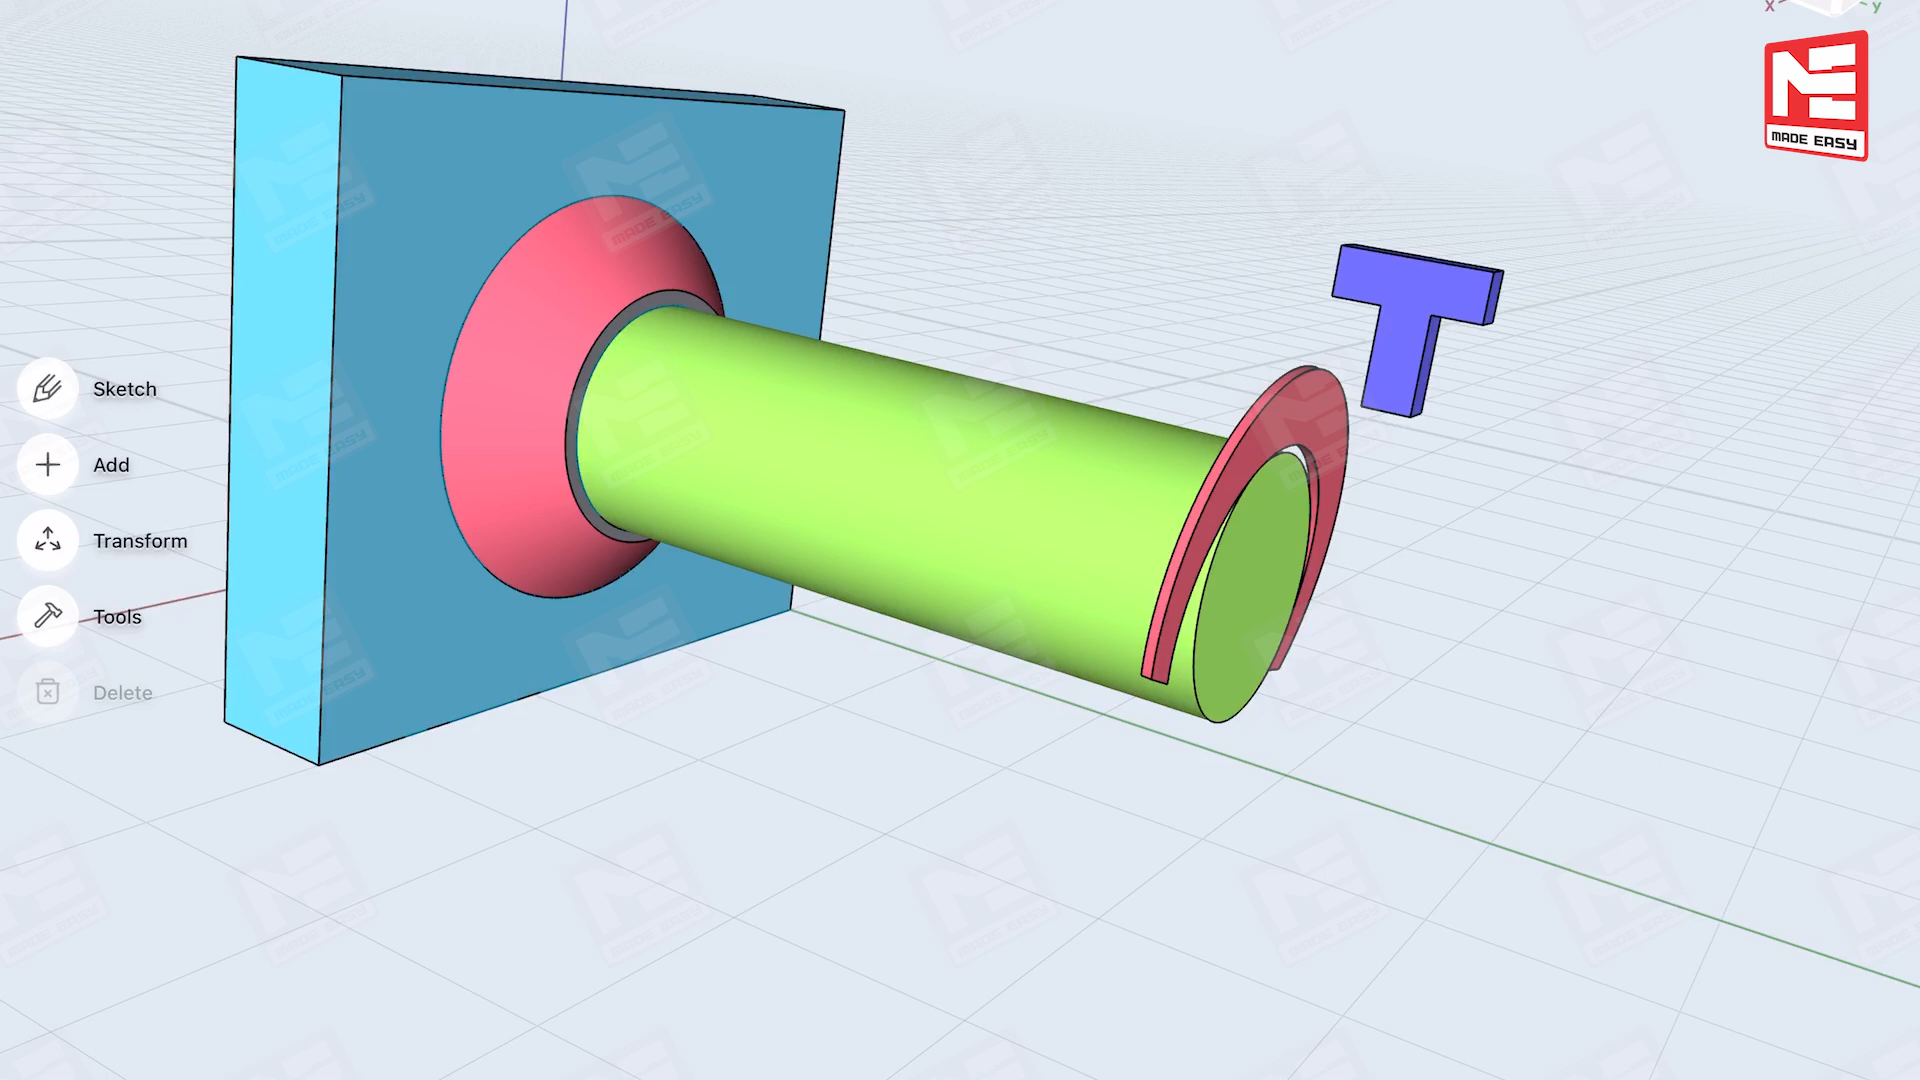 x y
MADE EASY
T
Sketch
Add
Transform
Tools
Delete